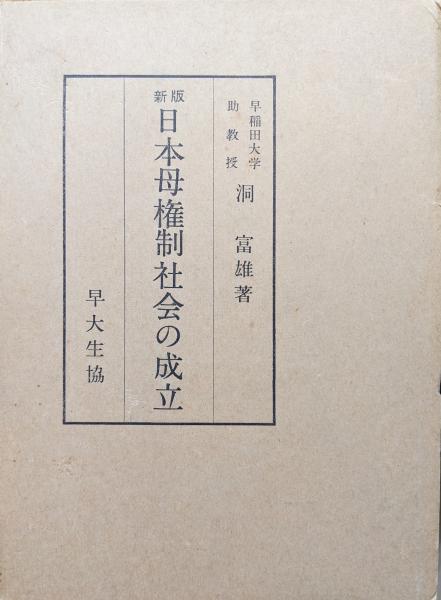 早稲田大学
助教授
洞富雄著
新版
日本母権制社会の成立
早大生協